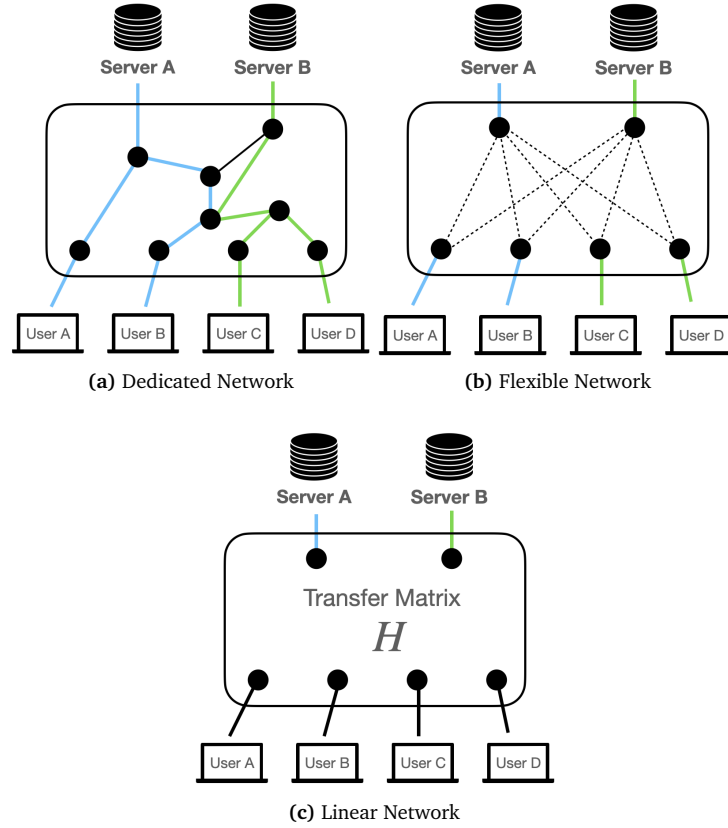 Server A Server B
User A User B User C User D
(a) Dedicated Network
Server A Server B
User A User B User C User D
(b) Flexible Network
Server A Server B
Transfer Matrix
H
User A User B User C User D
(c) Linear Network